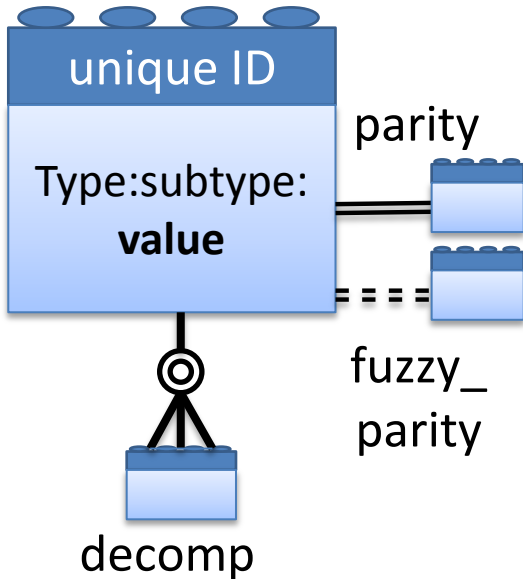 unique ID
parity
Type:subtype:
value
fuzzy_
parity
decomp